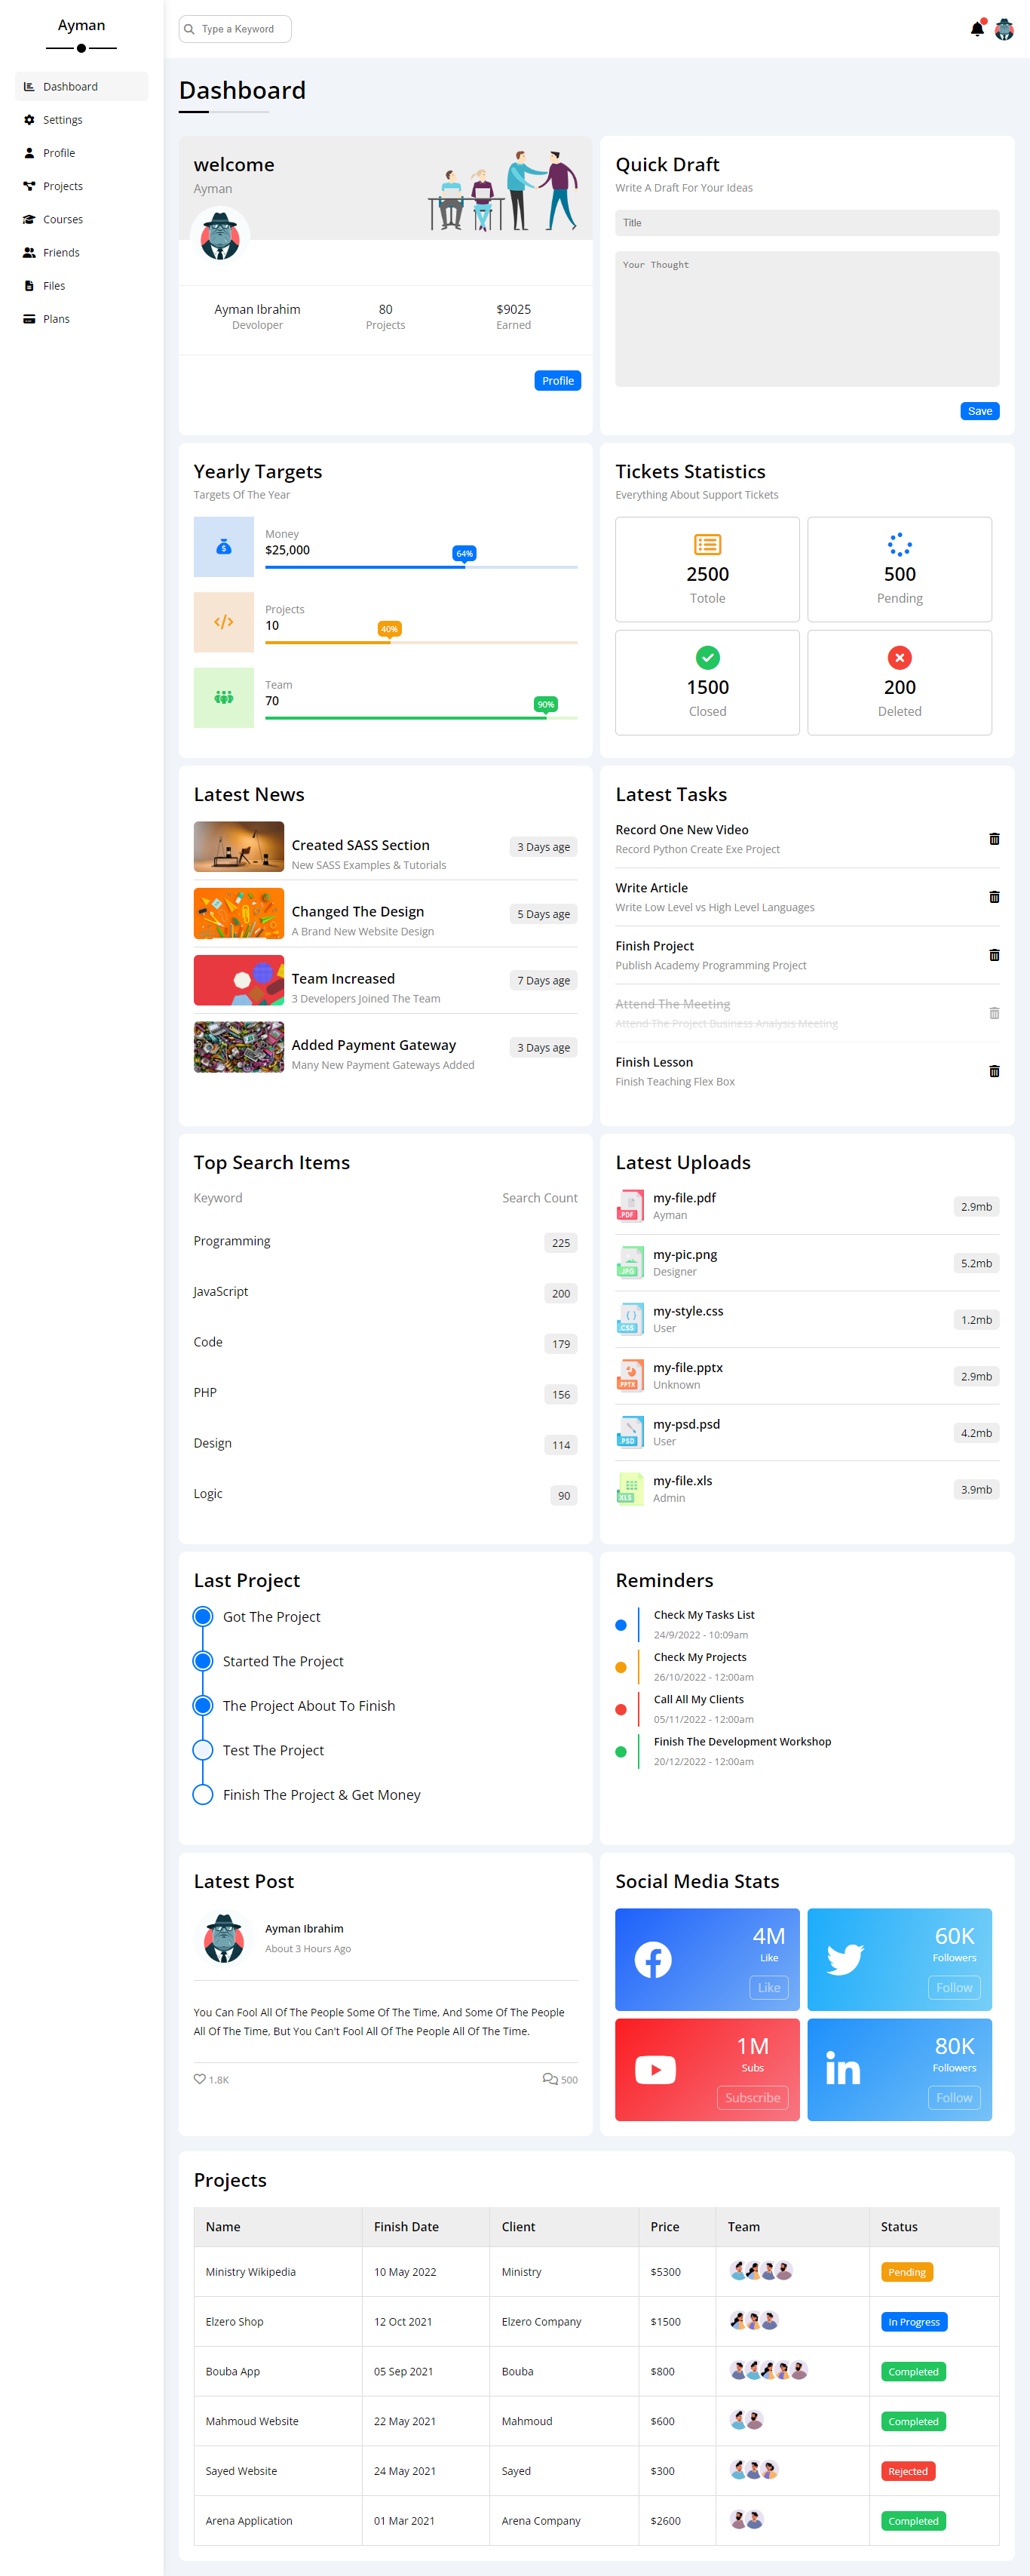 Ayman
Dashboard
Settings
Profile
Projects
Courses
Friends
Files
Plans
Type a Keyword
Dashboard
welcome
Ayman
Ayman Ibrahim
Devoloper
80
Projects
$9025
Earned
Profile
Quick Draft
Write A Draft For Your Ideas
Title
Your Thought
Save
Yearly Targets
Targets Of The Year
Money
$25,000
64%
Projects
10
40%
Team
70
90%
Tickets Statistics
Everything About Support Tickets
2500
Totole
500
Pending
1500
Closed
200
Deleted
Latest News
Created SASS Section
New SASS Examples & Tutorials
3 Days age
Changed The Design
A Brand New Website Design
5 Days age
Team Increased
3 Developers Joined The Team
7 Days age
Added Payment Gateway
Many New Payment Gateways Added
3 Days age
Latest Tasks
Record One New Video
Record Python Create Exe Project
Write Article
Write Low Level vs High Level Languages
Finish Project
Publish Academy Programming Project
Attend The Meeting
Attend The Project Business Analysis Meeting
Finish Lesson
Finish Teaching Flex Box
Top Search Items
Keyword Search Count
Programming 225
JavaScript 200
Code 179
PHP 156
Design 114
Logic 90
Latest Uploads
.PDF
my-file.pdf
Ayman
2.9mb
JPG
my-pic.png
Designer
5.2mb
CSS
my-style.css
User
1.2mb
PPTX
my-file.pptx
Unknown
2.9mb
.PSD
my-psd.psd
User
4.2mb
XLS
my-file.xls
Admin
3.9mb
Last Project
Got The Project
Started The Project
The Project About To Finish
Test The Project
Finish The Project & Get Money
Reminders
Check My Tasks List
24/9/2022 - 10:09am
Check My Projects
26/10/2022 - 12:00am
Call All My Clients
05/11/2022 - 12:00am
Finish The Development Workshop
20/12/2022 - 12:00am
Latest Post
Ayman Ibrahim
About 3 Hours Ago
You Can Fool All Of The People Some Of The Time, And Some Of The People
All Of The Time, But You Can't Fool All Of The People All Of The Time.
1.8K 500
Social Media Stats
4M
Like
Like
60K
Followers
Follow
1M
Subs
Subscribe
80K
Followers
Follow
Projects
Name Finish Date Client Price Team Status
Ministry Wikipedia 10 May 2022 Ministry $5300 Pending
Elzero Shop 12 Oct 2021 Elzero Company $1500 In Progress
Bouba App 05 Sep 2021 Bouba $800 Completed
Mahmoud Website 22 May 2021 Mahmoud $600 Completed
Sayed Website 24 May 2021 Sayed $300 Rejected
Arena Application 01 Mar 2021 Arena Company $2600 Completed